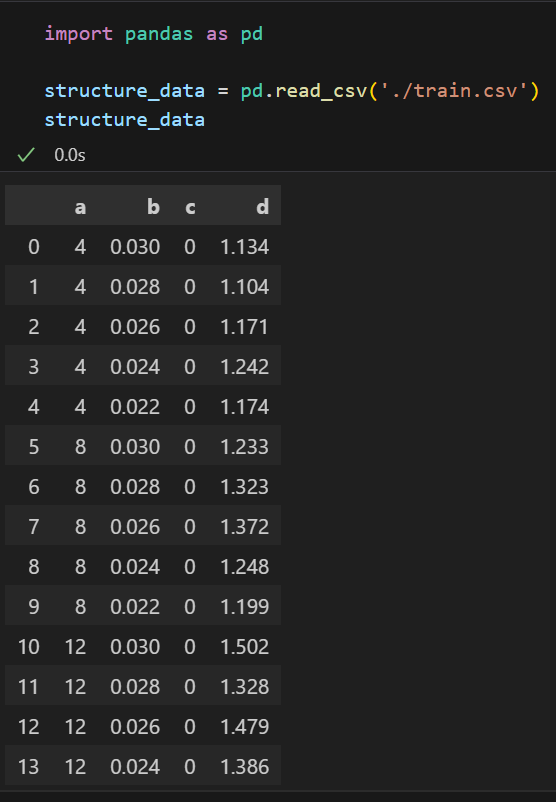 import pandas as pd
structure_data = pd.read_csv('./train.csv')
structure_data
0.0s
a b c d
0 4 0.030 0 1.134
1 4 0.028 0 1.104
2 4 0.026 0 1.171
3 4 0.024 0 1.242
4 4 0.022 0 1.174
5 8 0.030 0 1.233
6 8 0.028 0 1.323
7 8 0.026 0 1.372
8 8 0.024 0 1.248
9 8 0.022 0 1.199
10 12 0.030 0 1.502
11 12 0.028 0 1.328
12 12 0.026 0 1.479
13 12 0.024 0 1.386